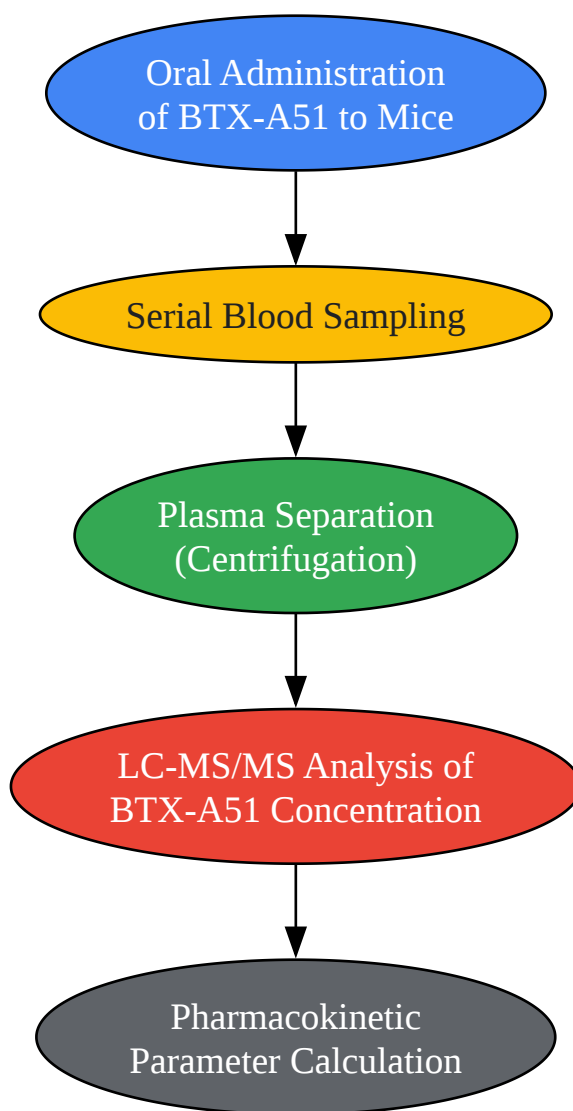 Oral Administration
of BTX-A51 to Mice
Serial Blood Sampling
Plasma Separation
(Centrifugation)
LC-MS/MS Analysis of
BTX-A51 Concentration
Pharmacokinetic
Parameter Calculation